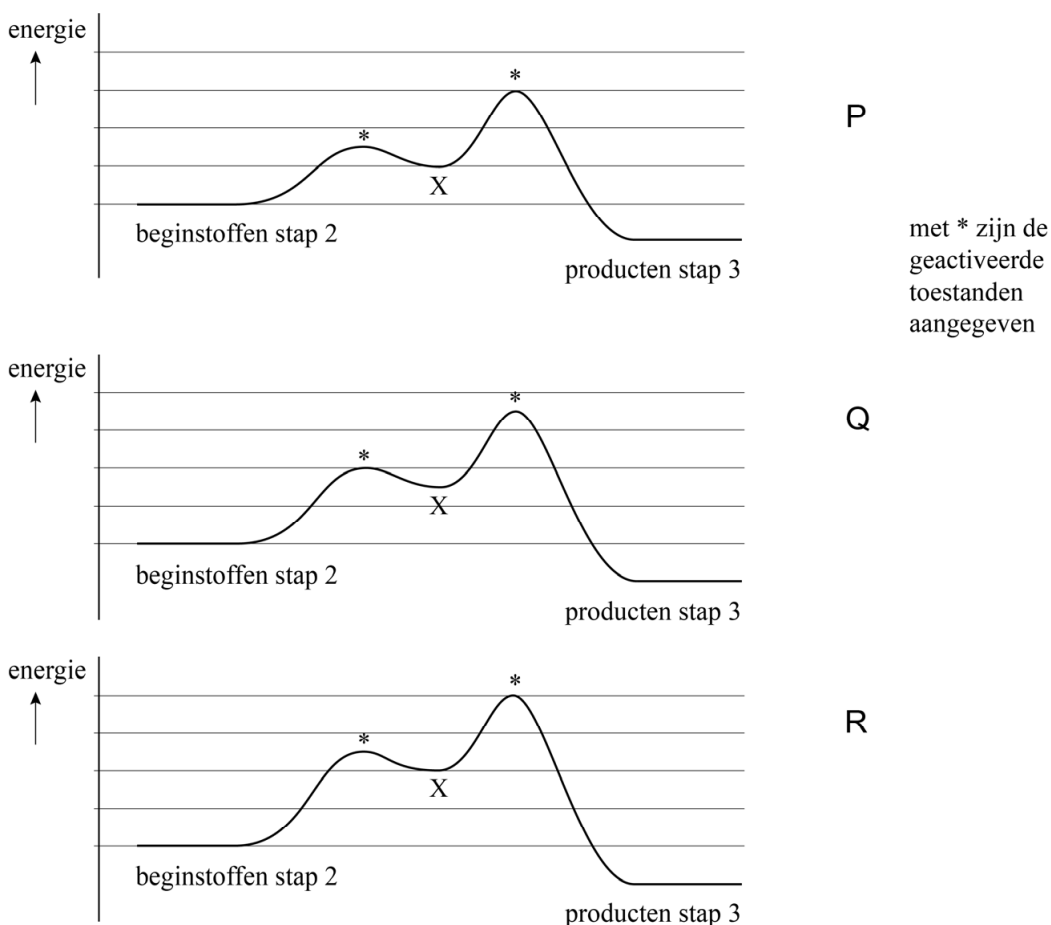 energie
*
*
X
beginstoffen stap 2
producten stap 3
P
met * zijn de
geactiveerde
toestanden
aangegeven
energie
*
*
X
beginstoffen stap 2
producten stap 3
Q
energie
*
*
X
beginstoffen stap 2
producten stap 3
R